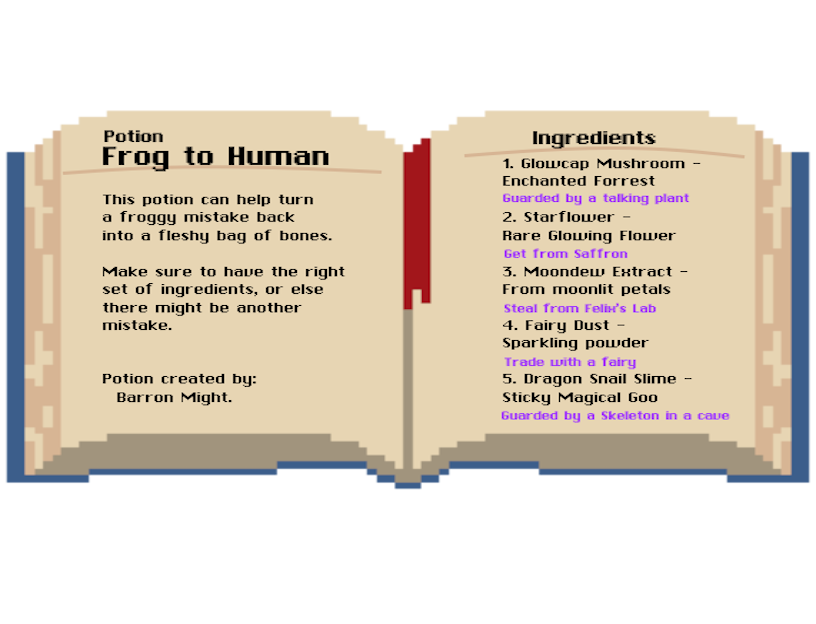 Potion
Frog to Human
This potion can help turn
a froggy mistake back
into a fleshy bag of bones.
Make sure to have the right
set of ingredients, or else
there might be another
mistake.
Potion created by:
Barron Might.
Ingredients
1. Glowcap Mushroom -
Enchanted Forrest
Guarded by a talking plant
2. Starflower -
Rare Glowing Flower
Get from Saffron
3. Moondew Extract -
From moonlit petals
Steal from Felix's Lab
4. Fairy Dust -
Sparkling powder
Trade with a fairy
5. Dragon Snail Slime -
Sticky Magical Goo
Guarded by a Skeleton in a cave